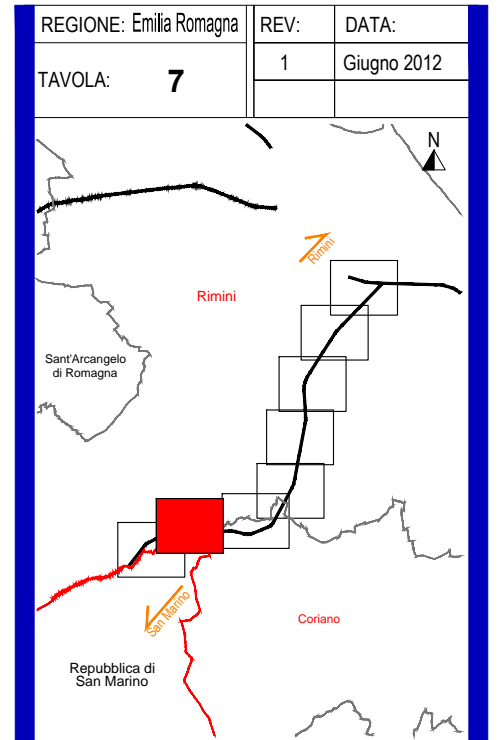 REGIONE: Emilia Romagna
REV:
DATA:
TAVOLA: 7
1
Giugno 2012
N
Rimini
Rimini
Sant'Arcangelo
di Romagna
San Marino
Coriano
Repubblica di
San Marino